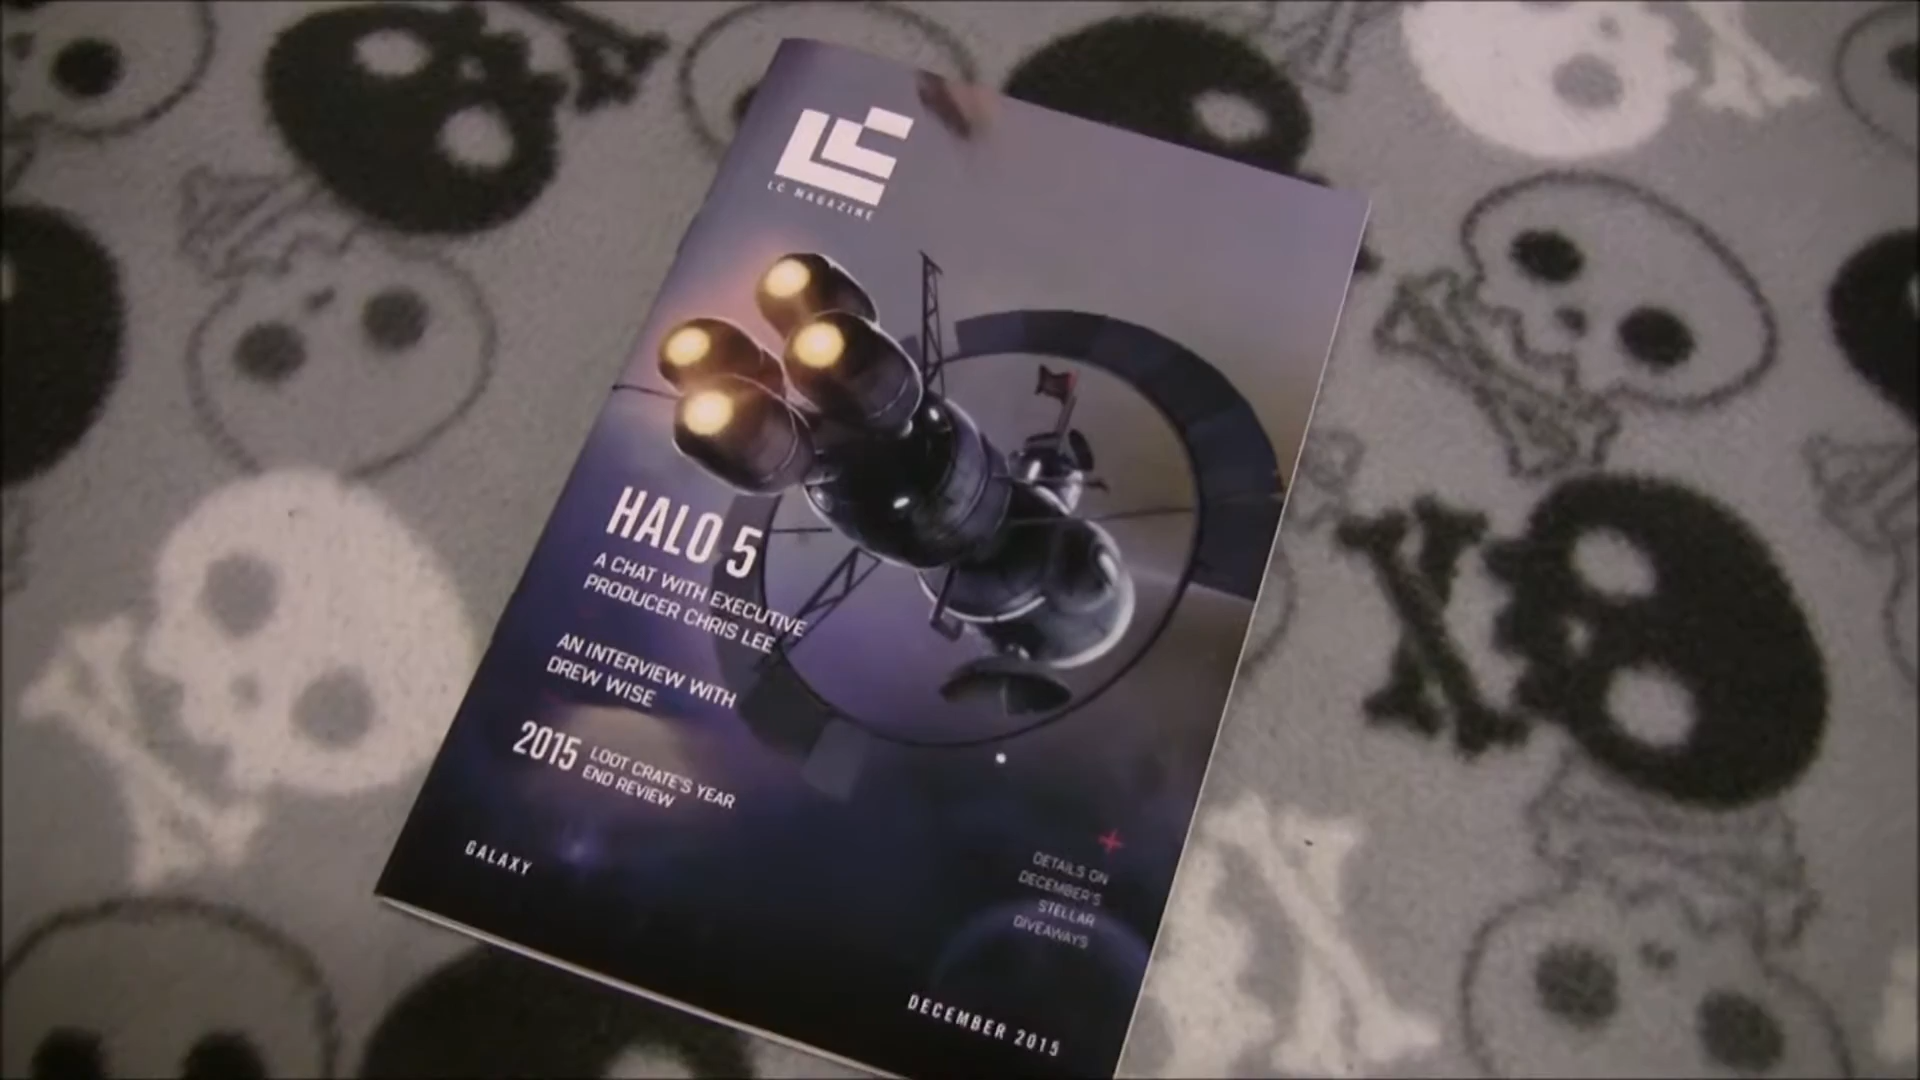 LC
LC MAGAZINE
HALO 5
A CHAT WITH EXECUTIVE
PRODUCER CHRIS LEE
AN INTERVIEW WITH
DREW WISE
2015 LOOT CRATE'S YEAR
END REVIEW
GALAXY
DETAILS ON
DECEMBER'S
STELLAR
GIVEAWAYS
DECEMBER 2015